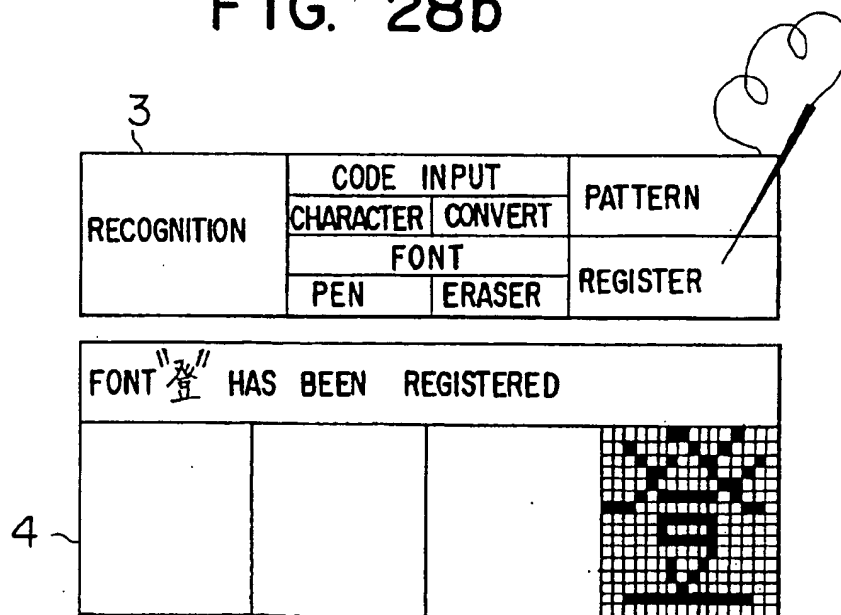 FIG. 28b
3
CODE INPUT
PATTERN
RECOGNITION
CHARACTER CONVERT
FONT
REGISTER
PEN ERASER
FONT "登" HAS BEEN REGISTERED
4